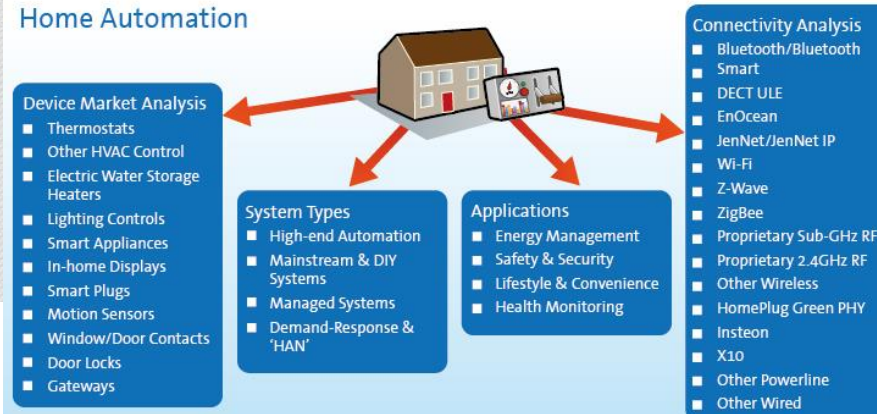 Home Automation
Device Market Analysis
Thermostats
Other HVAC Control
Electric Water Storage
Heaters
Lighting Controls
Smart Appliances
In-home Displays
Smart Plugs
Motion Sensors
Window/Door Contacts
Door Locks
Gateways
System Types
High-end Automation
Mainstream & DIY
Systems
Managed Systems
Demand-Response &
‘HAN’
Applications
Energy Management
Safety & Security
Lifestyle & Convenience
Health Monitoring
Connectivity Analysis
Bluetooth/Bluetooth
Smart
DECT ULE
EnOcean
JenNet/JenNet IP
Wi-Fi
Z-Wave
ZigBee
Proprietary Sub-GHz RF
Proprietary 2.4GHz RF
Other Wireless
HomePlug Green PHY
Insteon
X10
Other Powerline
Other Wired